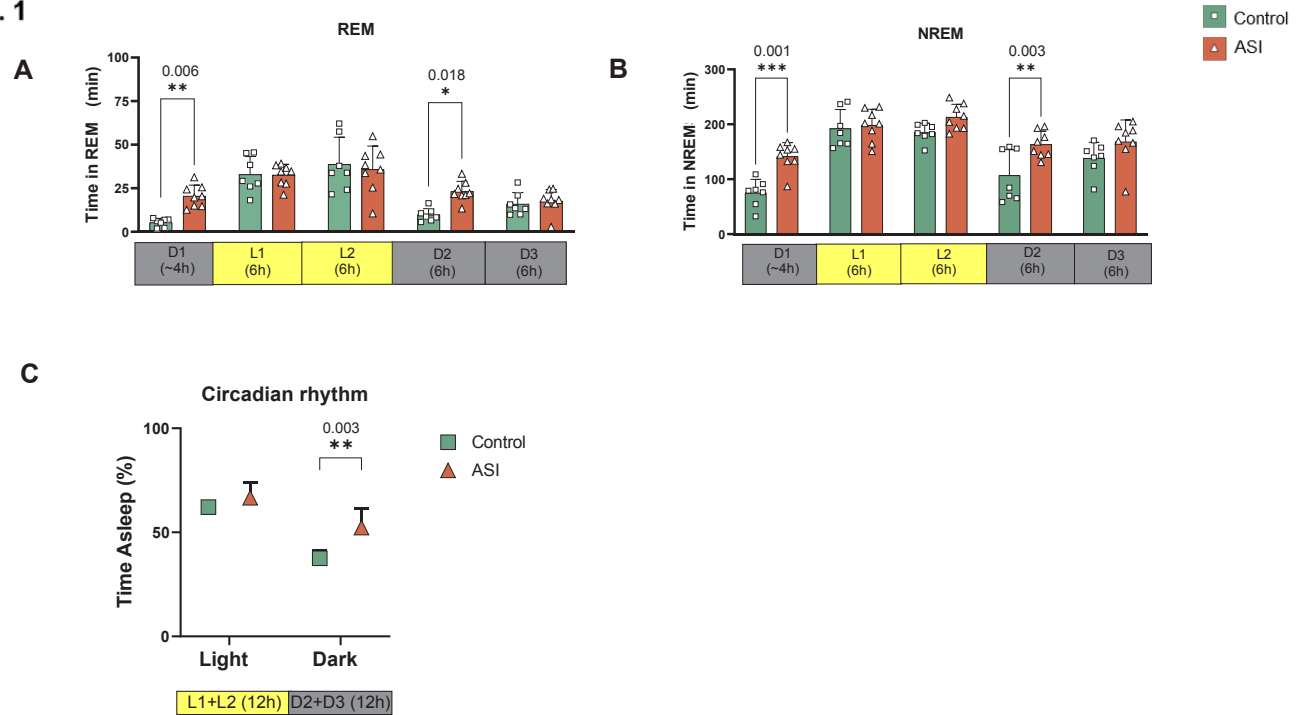 . 1
Control
ASI
A
REM
0.006
**
0.018
*
Time in REM (min)
100
75
50
25
0
D1
(~4h)
L1
(6h)
L2
(6h)
D2
(6h)
D3
(6h)
B
NREM
0.001
***
0.003
**
Time in NREM (min)
300
200
100
0
D1
(~4h)
L1
(6h)
L2
(6h)
D2
(6h)
D3
(6h)
C
Circadian rhythm
0.003
**
Control
ASI
Time Asleep (%)
100
50
0
Light
Dark
L1+L2 (12h)
D2+D3 (12h)